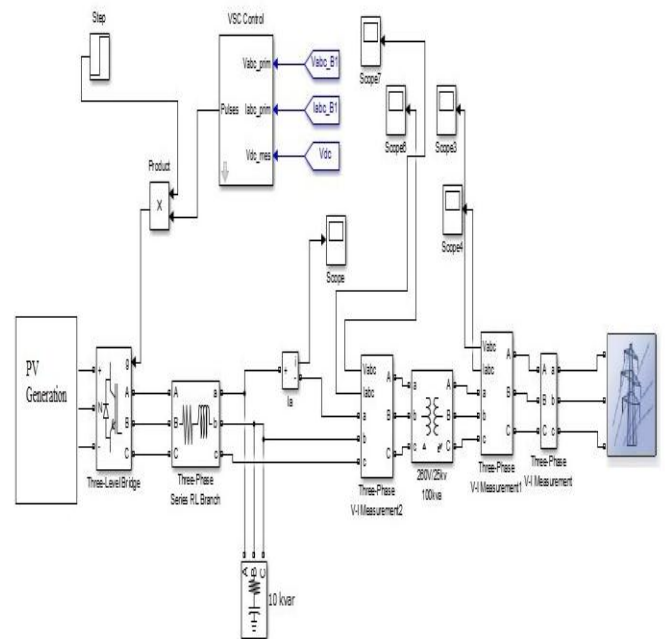 Step
VSC Control
Vabc_prim
Vabc_B1
Pulses
Iabc_prim
Iabc_B1
Vdc_mes
Vdc
Scope7
Scope6
Scope3
Scope4
Product
×
Scope
PV
Generation
+
N
-
g
A
B
C
Three-Level Bridge
A
B
C
a
b
c
Three-Phase
Series RL Branch
+
i
-
Ia
A
B
C
10 kvar
Vabc
Iabc
a
b
c
A
B
C
Three-Phase
V-I Measurement2
a
b
c
A
B
C
260V/25kv
100kva
Vabc
Iabc
a
b
c
A
B
C
Three-Phase
V-I Measurement1
A
B
C
a
b
c
Three-Phase
V-I Measurement